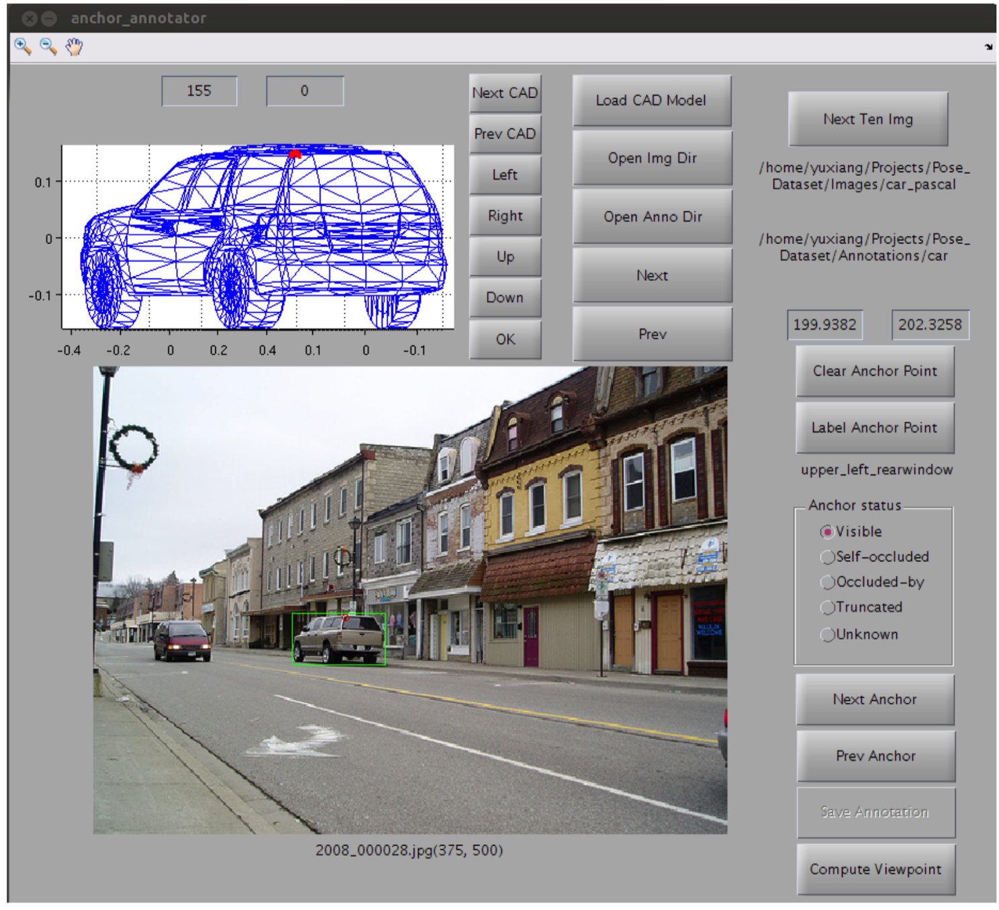 anchor_annotator
155
0
Next CAD
Prev CAD
Left
Right
Up
Down
OK
Load CAD Model
Open Img Dir
Open Anno Dir
Next
Prev
Next Ten Img
/home/yuxiang/Projects/Pose_
Dataset/Images/car_pascal
/home/yuxiang/Projects/Pose_
Dataset/Annotations/car
0.1
0
-0.1
-0.4 -0.2 0 0.2 0.4 0.1 0 -0.1
199.9382
202.3258
Clear Anchor Point
Label Anchor Point
upper_left_rearwindow
Anchor status
Visible
Self-occluded
Occluded-by
Truncated
Unknown
Next Anchor
Prev Anchor
Save Annotation
Compute Viewpoint
2008_000028.jpg(375, 500)
WELCOME